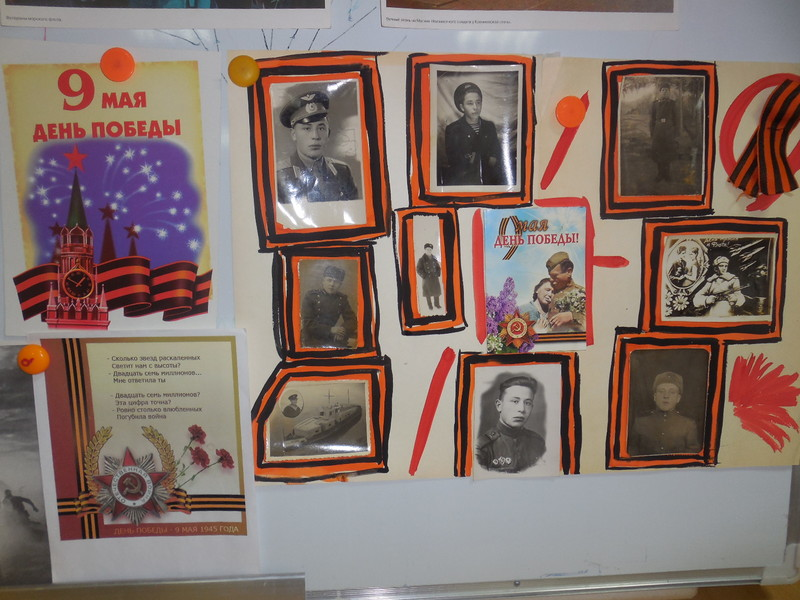 9 МАЯ
ДЕНЬ ПОБЕДЫ
9 мая
ДЕНЬ ПОБЕДЫ!
- Сколько звезд раскаленных
Светит нам с высоты?
- Двадцать семь миллионов...
Мне ответила ты
- Двадцать семь миллионов?
Эта цифра точна?
- Ровно столько влюбленных
Погубила война
ДЕНЬ ПОБЕДЫ - 9 МАЯ 1945 ГОДА